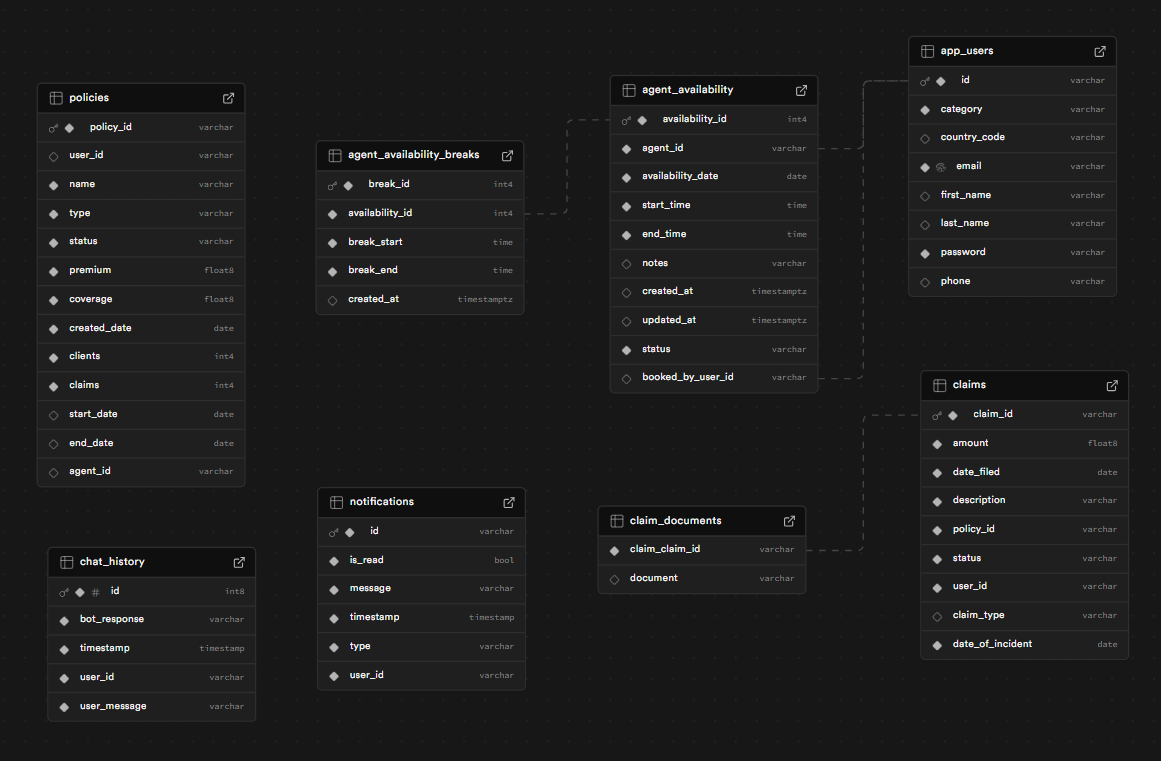 policies
policy_id varchar
user_id varchar
name varchar
type varchar
status varchar
premium float8
coverage float8
created_date date
clients int4
claims int4
start_date date
end_date date
agent_id varchar
agent_availability_breaks
break_id int4
availability_id int4
break_start time
break_end time
created_at timestamptz
agent_availability
availability_id int4
agent_id varchar
availability_date date
start_time time
end_time time
notes varchar
created_at timestamptz
updated_at timestamptz
status varchar
booked_by_user_id varchar
app_users
id varchar
category varchar
country_code varchar
email varchar
first_name varchar
last_name varchar
password varchar
phone varchar
claims
claim_id varchar
amount float8
date_filed date
description varchar
policy_id varchar
status varchar
user_id varchar
claim_type varchar
date_of_incident date
chat_history
# id int8
bot_response varchar
timestamp timestamp
user_id varchar
user_message varchar
notifications
id varchar
is_read bool
message varchar
timestamp timestamp
type varchar
user_id varchar
claim_documents
claim_claim_id varchar
document varchar